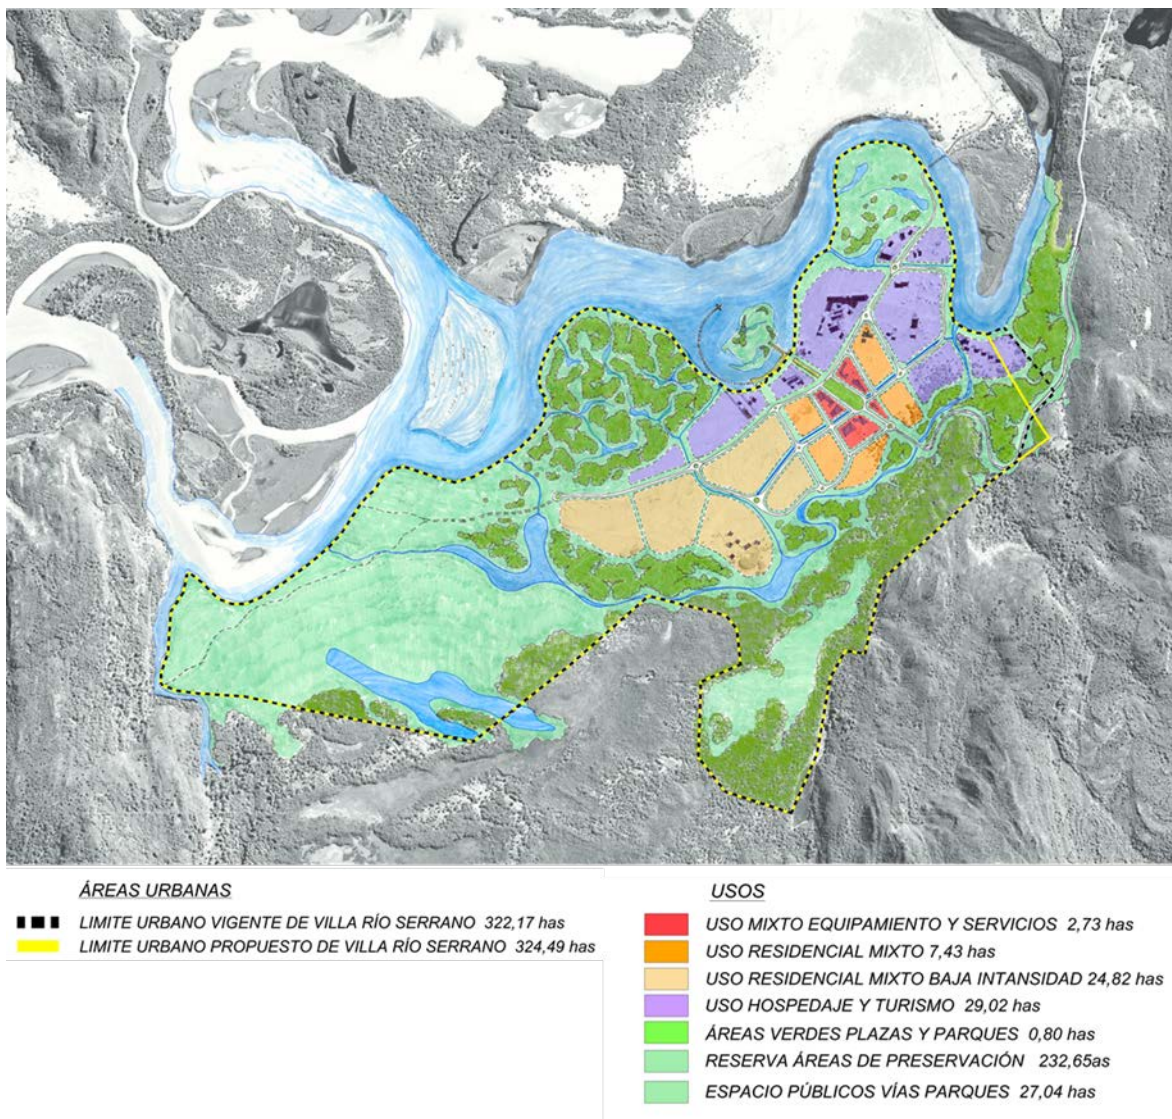 ÁREAS URBANAS
LIMITE URBANO VIGENTE DE VILLA RÍO SERRANO 322,17 has
LIMITE URBANO PROPUESTO DE VILLA RÍO SERRANO 324,49 has
USOS
USO MIXTO EQUIPAMIENTO Y SERVICIOS 2,73 has
USO RESIDENCIAL MIXTO 7,43 has
USO RESIDENCIAL MIXTO BAJA INTANSIDAD 24,82 has
USO HOSPEDAJE Y TURISMO 29,02 has
ÁREAS VERDES PLAZAS Y PARQUES 0,80 has
RESERVA ÁREAS DE PRESERVACIÓN 232,65as
ESPACIO PÚBLICOS VÍAS PARQUES 27,04 has